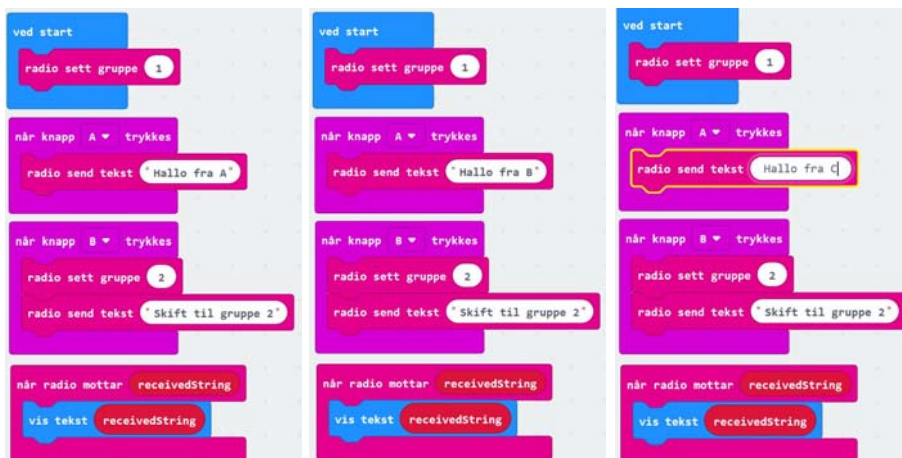 ved start
radio sett gruppe 1
når knapp A trykkes
radio send tekst "Hallo fra A"
når knapp B trykkes
radio sett gruppe 2
radio send tekst "Skift til gruppe 2"
når radio mottar receivedString
vis tekst receivedString
ved start
radio sett gruppe 1
når knapp A trykkes
radio send tekst "Hallo fra B"
når knapp B trykkes
radio sett gruppe 2
radio send tekst "Skift til gruppe 2"
når radio mottar receivedString
vis tekst receivedString
ved start
radio sett gruppe 1
når knapp A trykkes
radio send tekst Hallo fra C
når knapp B trykkes
radio sett gruppe 2
radio send tekst "Skift til gruppe 2"
når radio mottar receivedString
vis tekst receivedString